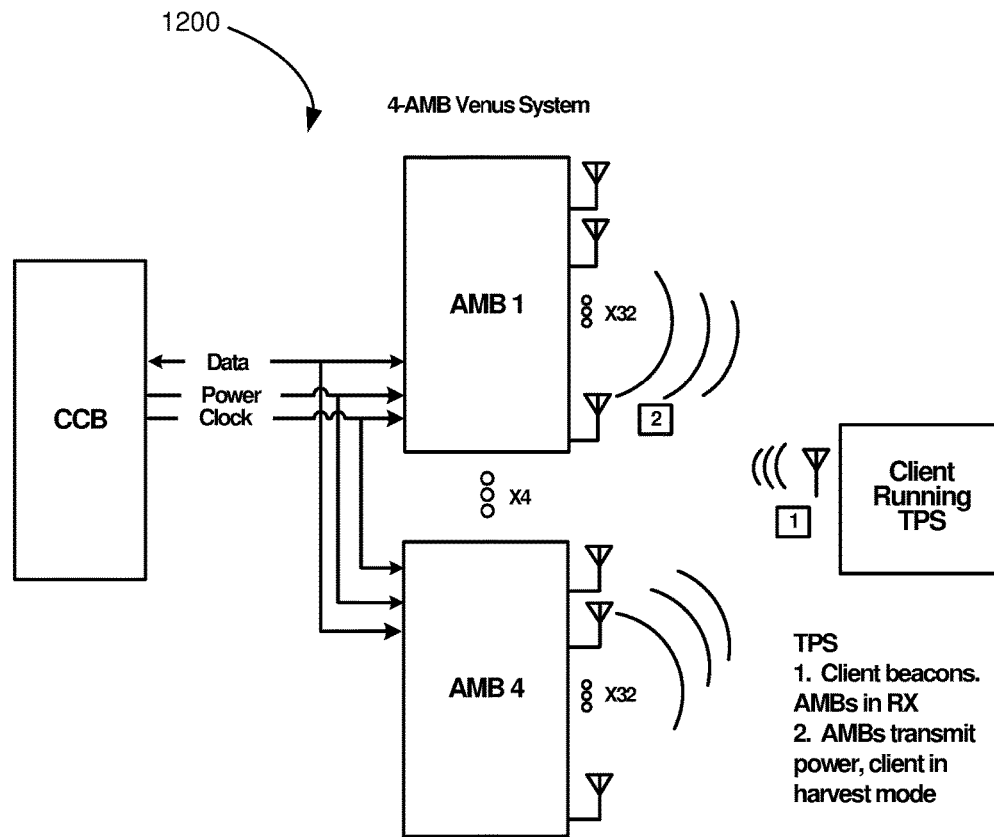 1200
4-AMB Venus System
AMB 1
X32
Data
Power
Clock
CCB
2
X4
1
Client
Running
TPS
AMB 4
X32
TPS
1. Client beacons.
AMBs in RX
2. AMBs transmit
power, client in
harvest mode